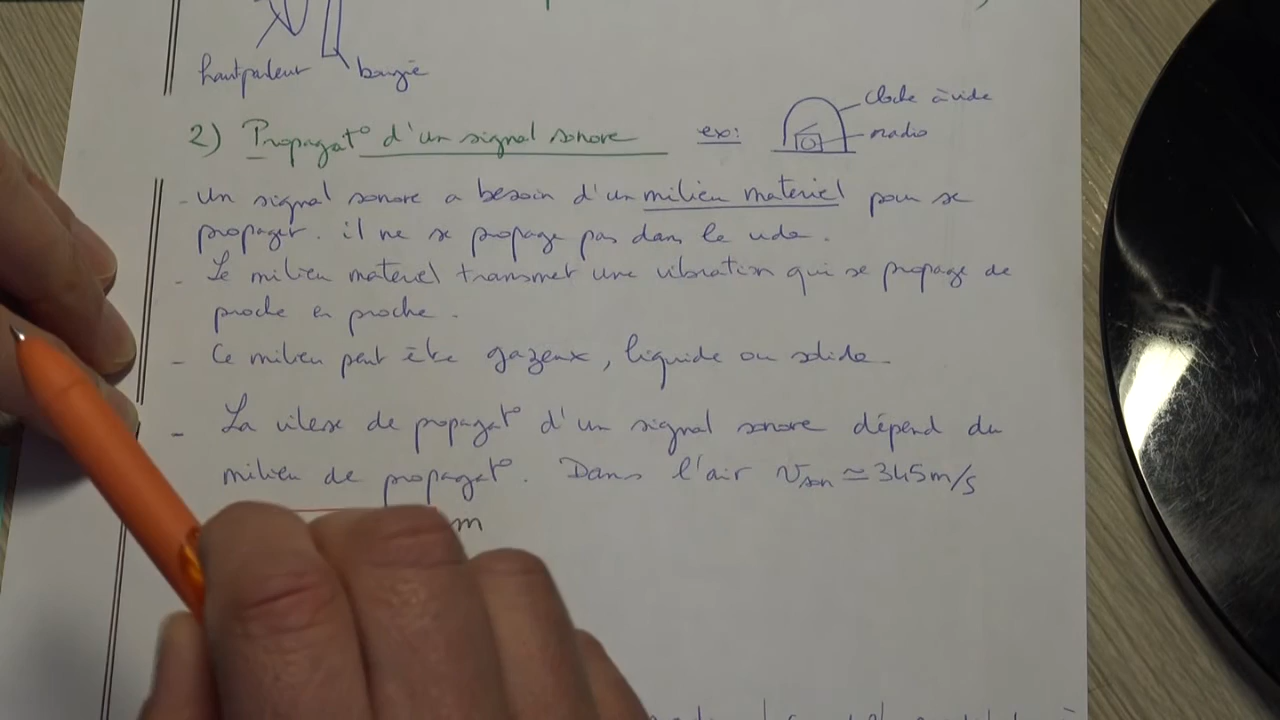 hautparleur bougie
2) Propagat° d'un signal sonore ex: cloche à vide
radio
- Un signal sonore a besoin d'un milieu materiel pour se
propager. il ne se propage pas dans le vide.
- Le milieu materiel transmet une vibration qui se propage de
proche en proche.
- Ce milieu peut être gazeux, liquide ou solide.
- La vitesse de propagat° d'un signal sonore dépend du
milieu de propagat°. Dans l'air Vson ≃ 345m/s
m